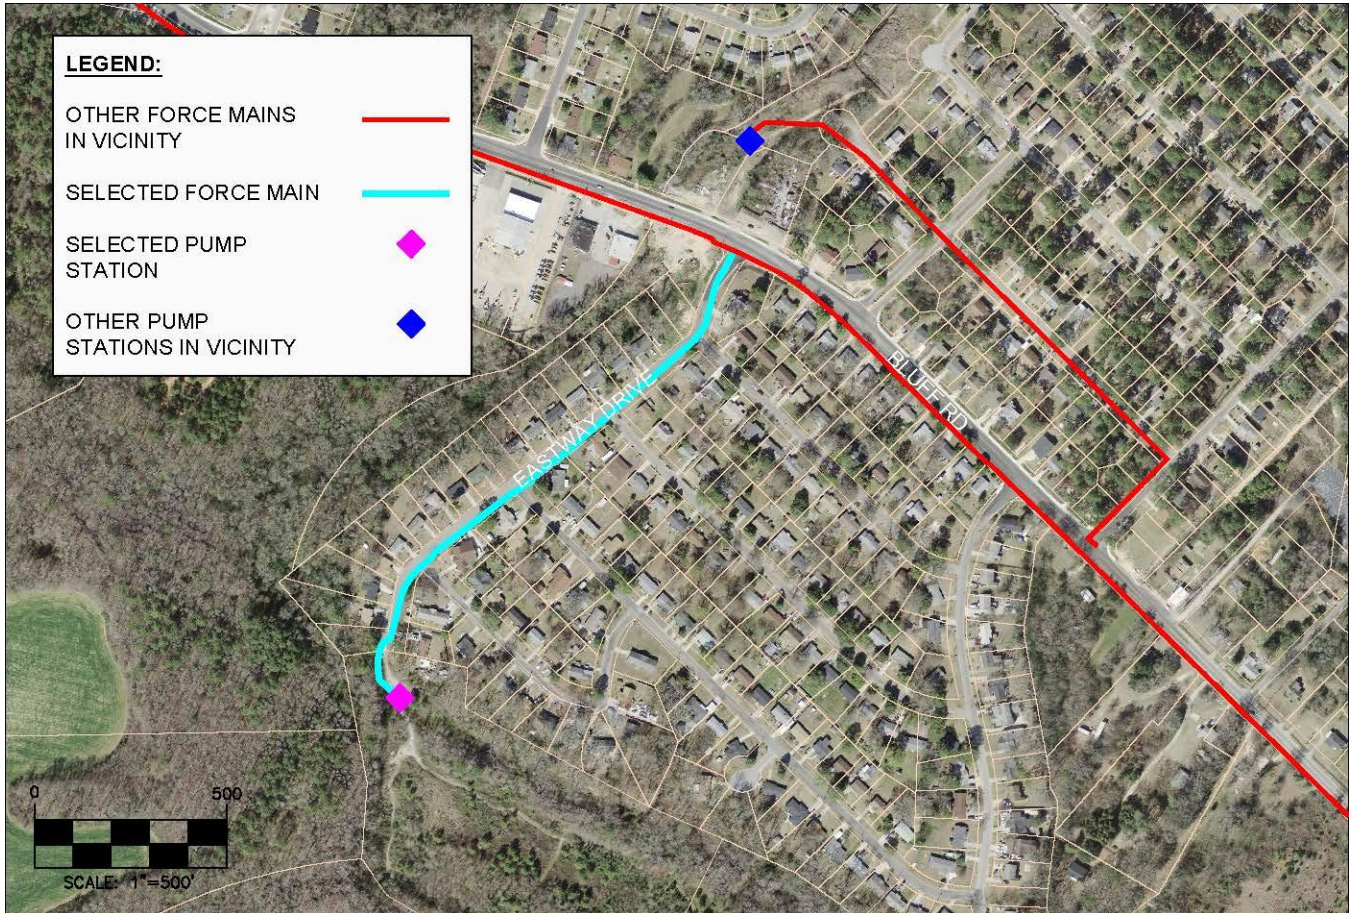 LEGEND:
OTHER FORCE MAINS
IN VICINITY
SELECTED FORCE MAIN
SELECTED PUMP
STATION
OTHER PUMP
STATIONS IN VICINITY
BLUFF RD
EASTWAY DRIVE
0 500
SCALE: 1"=500'